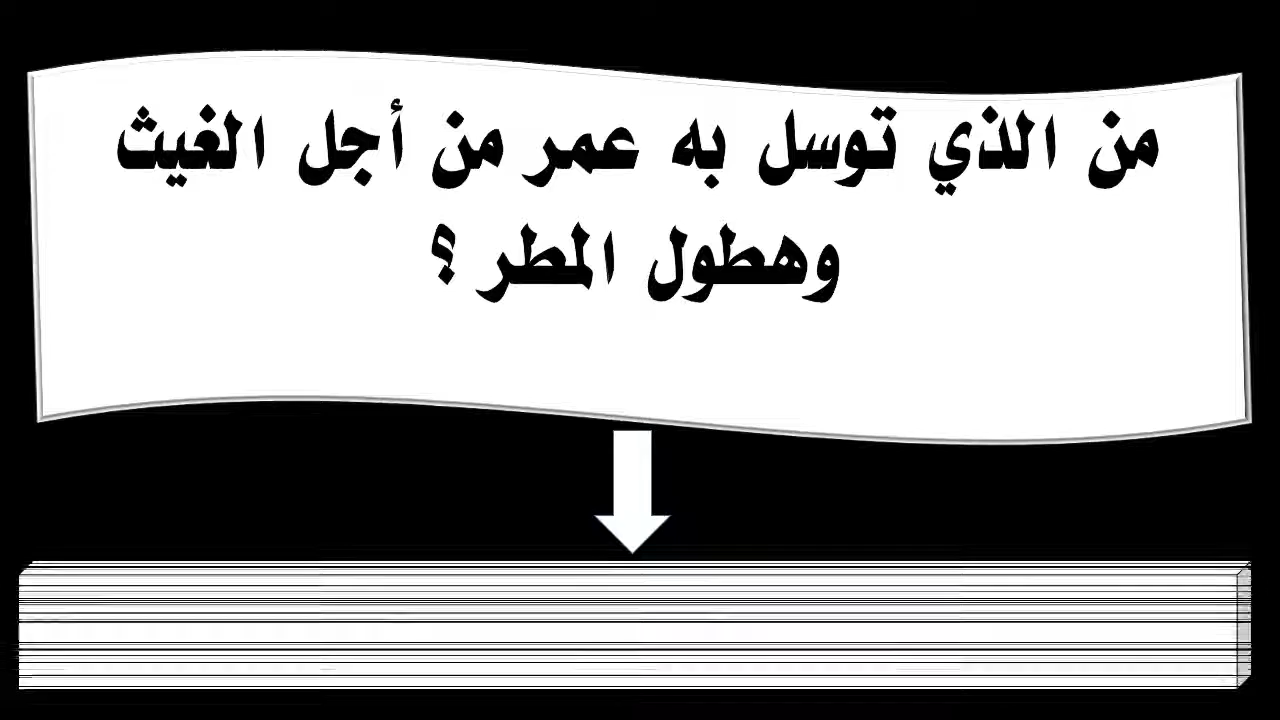 من الذي توسل به عمر من أجل الغيث
وهطول المطر ؟